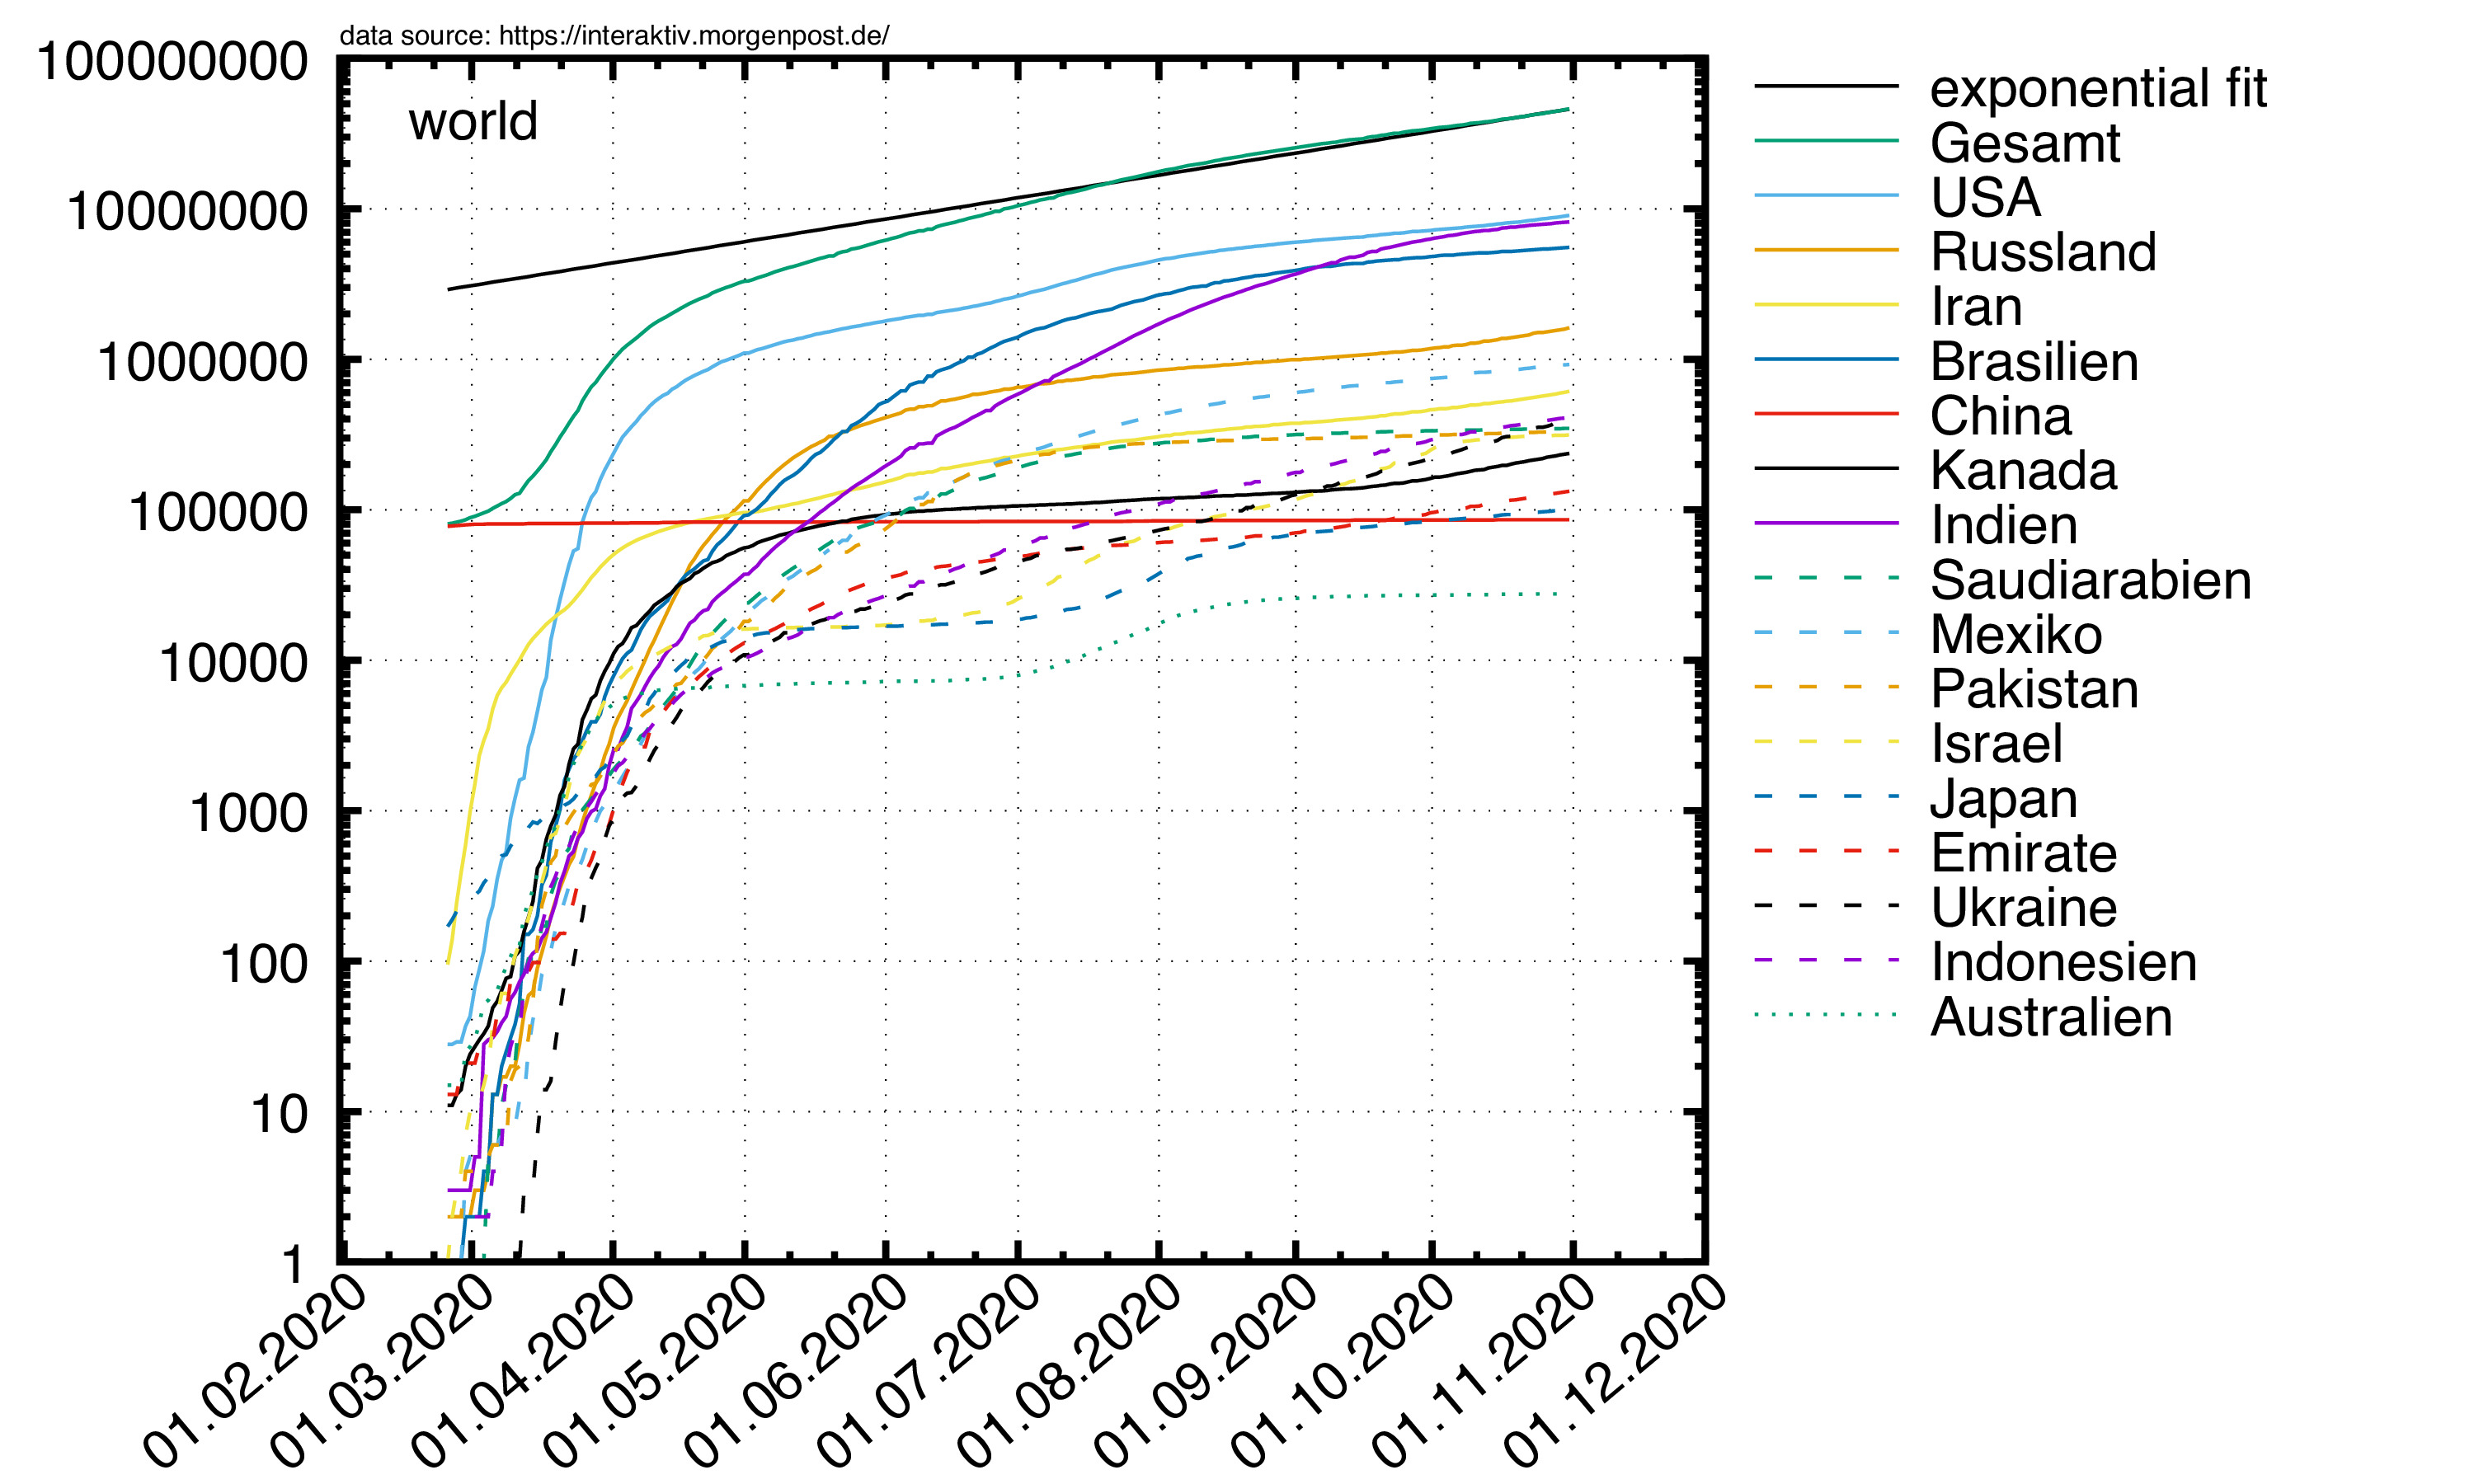 data source: https://interaktiv.morgenpost.de/
world
100000000
10000000
1000000
100000
10000
1000
100
10
1
01.02.2020
01.03.2020
01.04.2020
01.05.2020
01.06.2020
01.07.2020
01.08.2020
01.09.2020
01.10.2020
01.11.2020
01.12.2020
exponential fit
Gesamt
USA
Russland
Iran
Brasilien
China
Kanada
Indien
Saudiarabien
Mexiko
Pakistan
Israel
Japan
Emirate
Ukraine
Indonesien
Australien